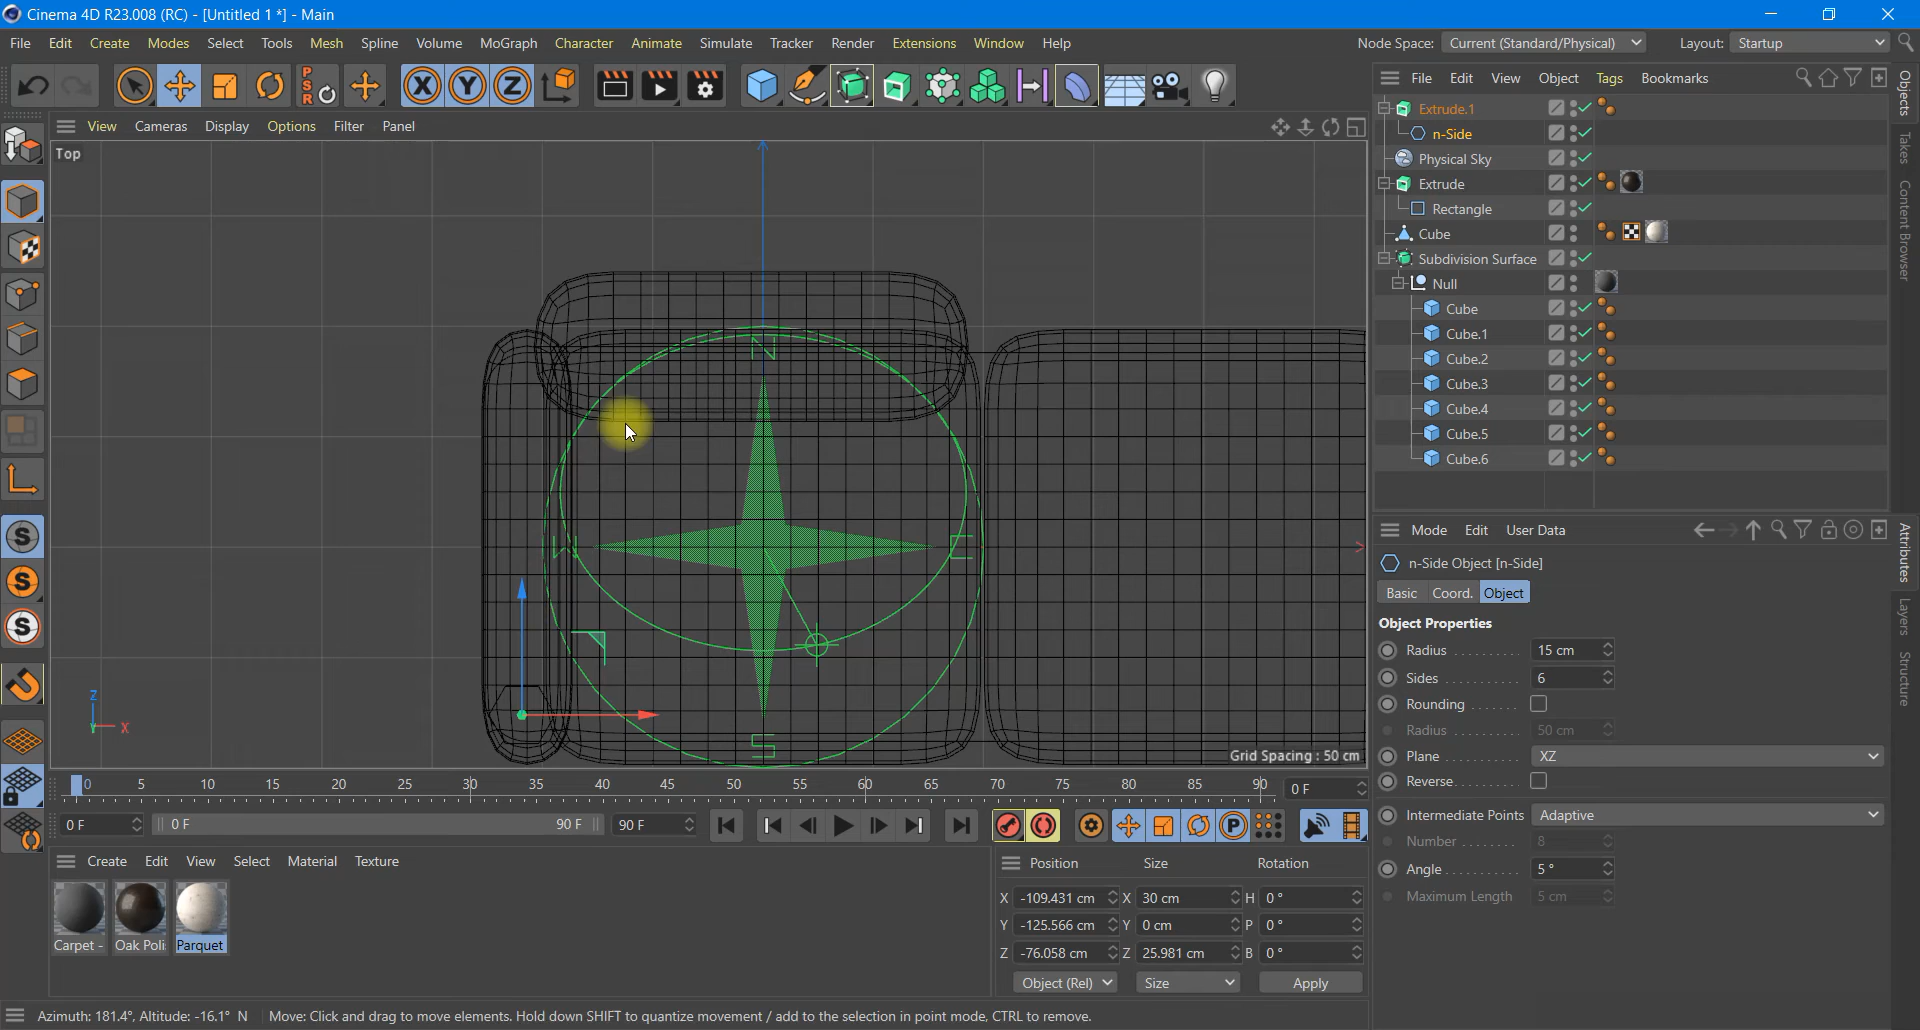 Cinema 4D R23.008 (RC) - [Untitled 1 *] - Main
File Edit Create Modes Select Tools Mesh Spline Volume MoGraph Character Animate Simulate Tracker Render Extensions Window Help
Node Space: Current (Standard/Physical) Layout: Startup
PSR X Y Z
File Edit View Object Tags Bookmarks
View Cameras Display Options Filter Panel
Top
Extrude.1
n-Side
Physical Sky
Extrude
Rectangle
Cube
Subdivision Surface
Null
Cube
Cube.1
Cube.2
Cube.3
Cube.4
Cube.5
Cube.6
Objects
Takes
Content Browser
N
W
E
S
Z
Y X
Grid Spacing : 50 cm
S
S
S
Mode Edit User Data
n-Side Object [n-Side]
Basic Coord. Object
Object Properties
Radius 15 cm
Sides 6
Rounding
Radius 50 cm
Plane XZ
Reverse
Intermediate Points Adaptive
Number 8
Angle 5 °
Maximum Length 5 cm
Attributes
Layers
Structure
0 5 10 15 20 25 30 35 40 45 50 55 60 65 70 75 80 85 90 0 F
0 F 0 F 90 F 90 F
P
Create Edit View Select Material Texture
Carpet - Oak Poli Parquet
Position Size Rotation
X -109.431 cm X 30 cm H 0 °
Y -125.566 cm Y 0 cm P 0 °
Z -76.058 cm Z 25.981 cm B 0 °
Object (Rel) Size Apply
Azimuth: 181.4°, Altitude: -16.1° N Move: Click and drag to move elements. Hold down SHIFT to quantize movement / add to the selection in point mode, CTRL to remove.